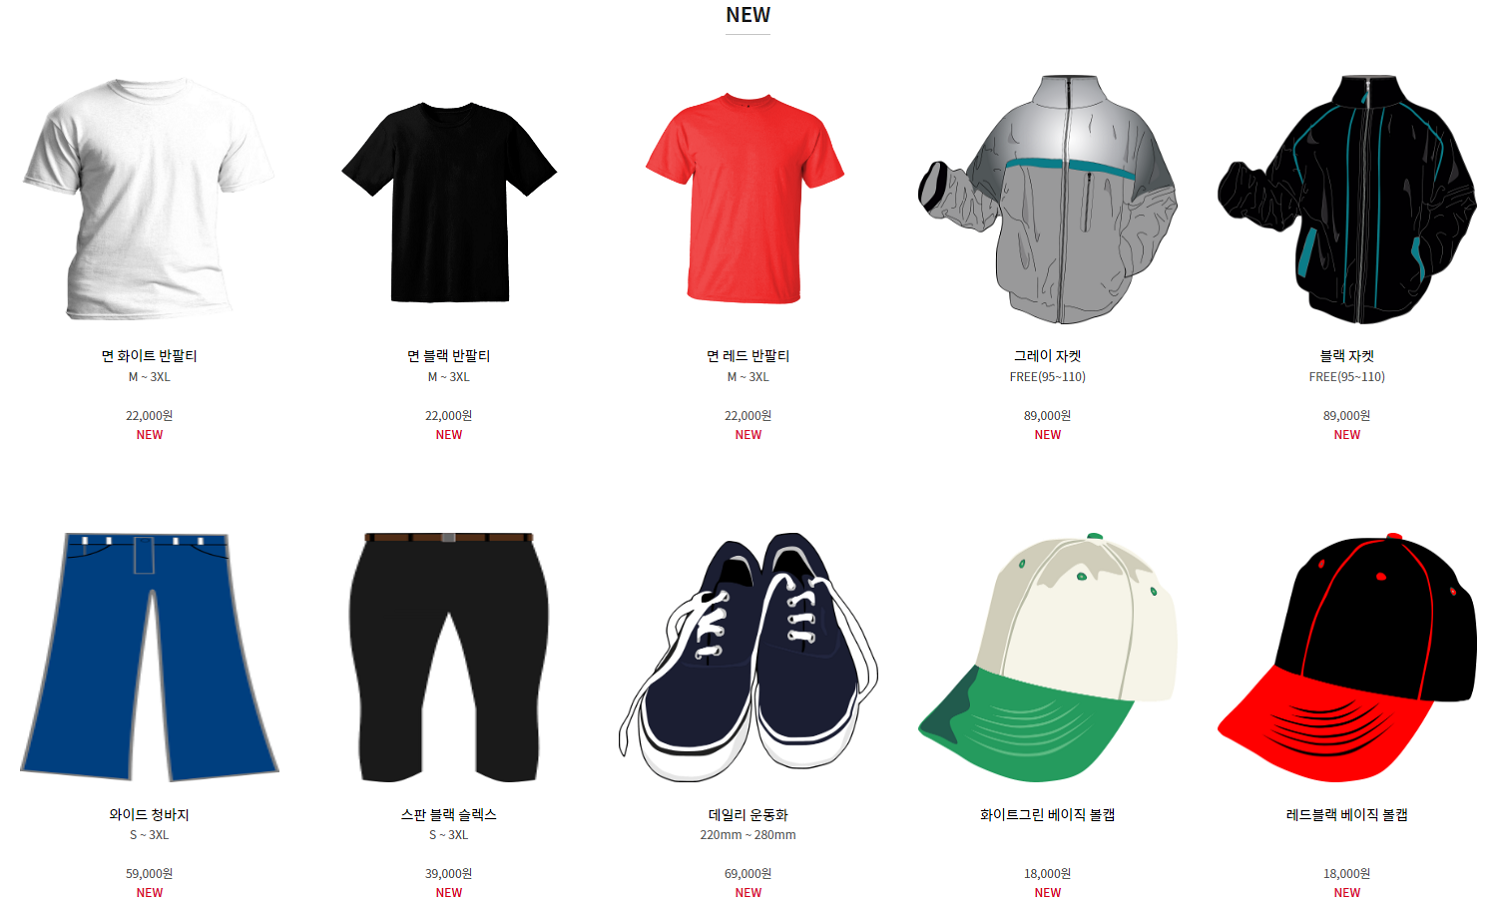 NEW
면 화이트 반팔티
M ~ 3XL
22,000원
NEW
면 블랙 반팔티
M ~ 3XL
22,000원
NEW
면 레드 반팔티
M ~ 3XL
22,000원
NEW
그레이 자켓
FREE(95~110)
89,000원
NEW
블랙 자켓
FREE(95~110)
89,000원
NEW
와이드 청바지
S ~ 3XL
59,000원
NEW
스판 블랙 슬렉스
S ~ 3XL
39,000원
NEW
데일리 운동화
220mm ~ 280mm
69,000원
NEW
화이트그린 베이직 볼캡
18,000원
NEW
레드블랙 베이직 볼캡
18,000원
NEW